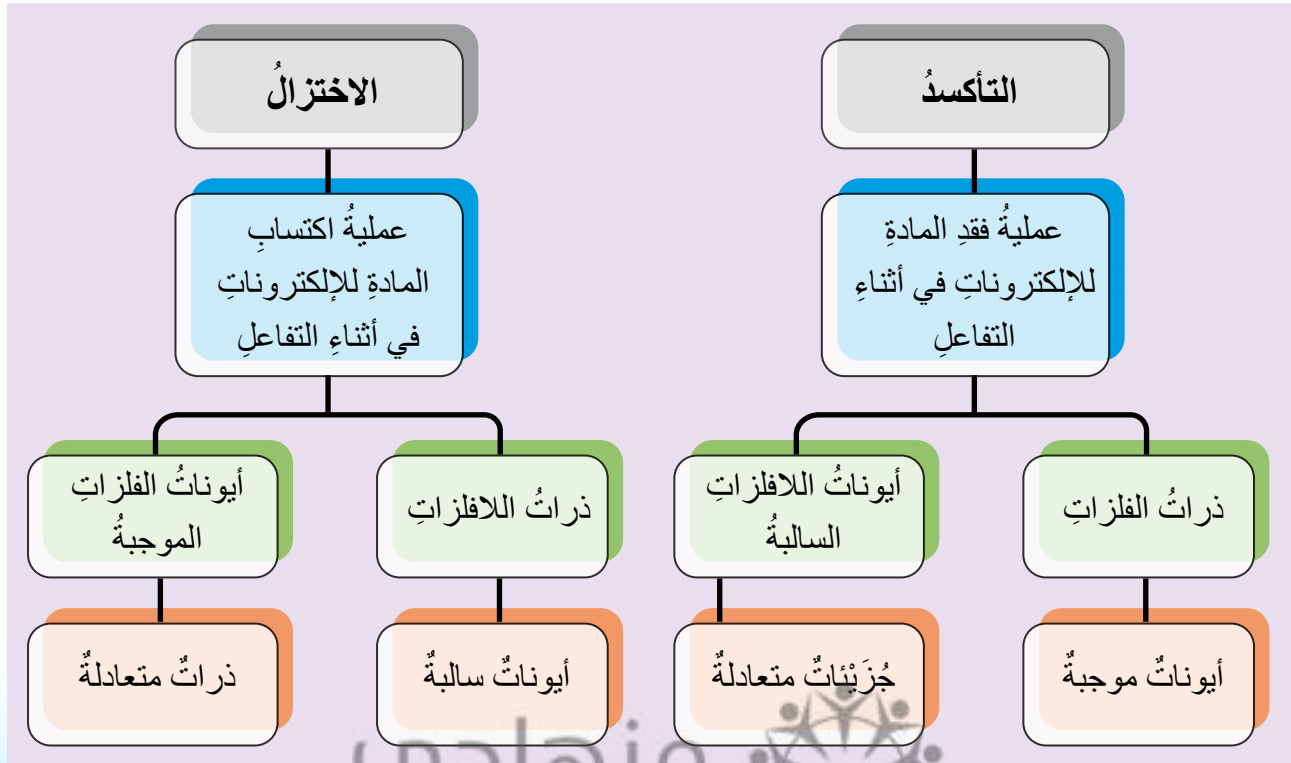 التأكسدُ
عمليةُ فقدِ المادةِ
للإلكتروناتِ في أثناءِ
التفاعلِ
ذراتُ الفلزاتِ
أيوناتٌ موجبةٌ
أيوناتُ اللافلزاتِ
السالبةُ
جُزَيْئاتٌ متعادلةٌ
الاختزالُ
عمليةُ اكتسابِ
المادةِ للإلكتروناتِ
في أثناءِ التفاعلِ
ذراتُ اللافلزاتِ
أيوناتٌ سالبةٌ
أيوناتُ الفلزاتِ
الموجبةُ
ذراتٌ متعادلةٌ